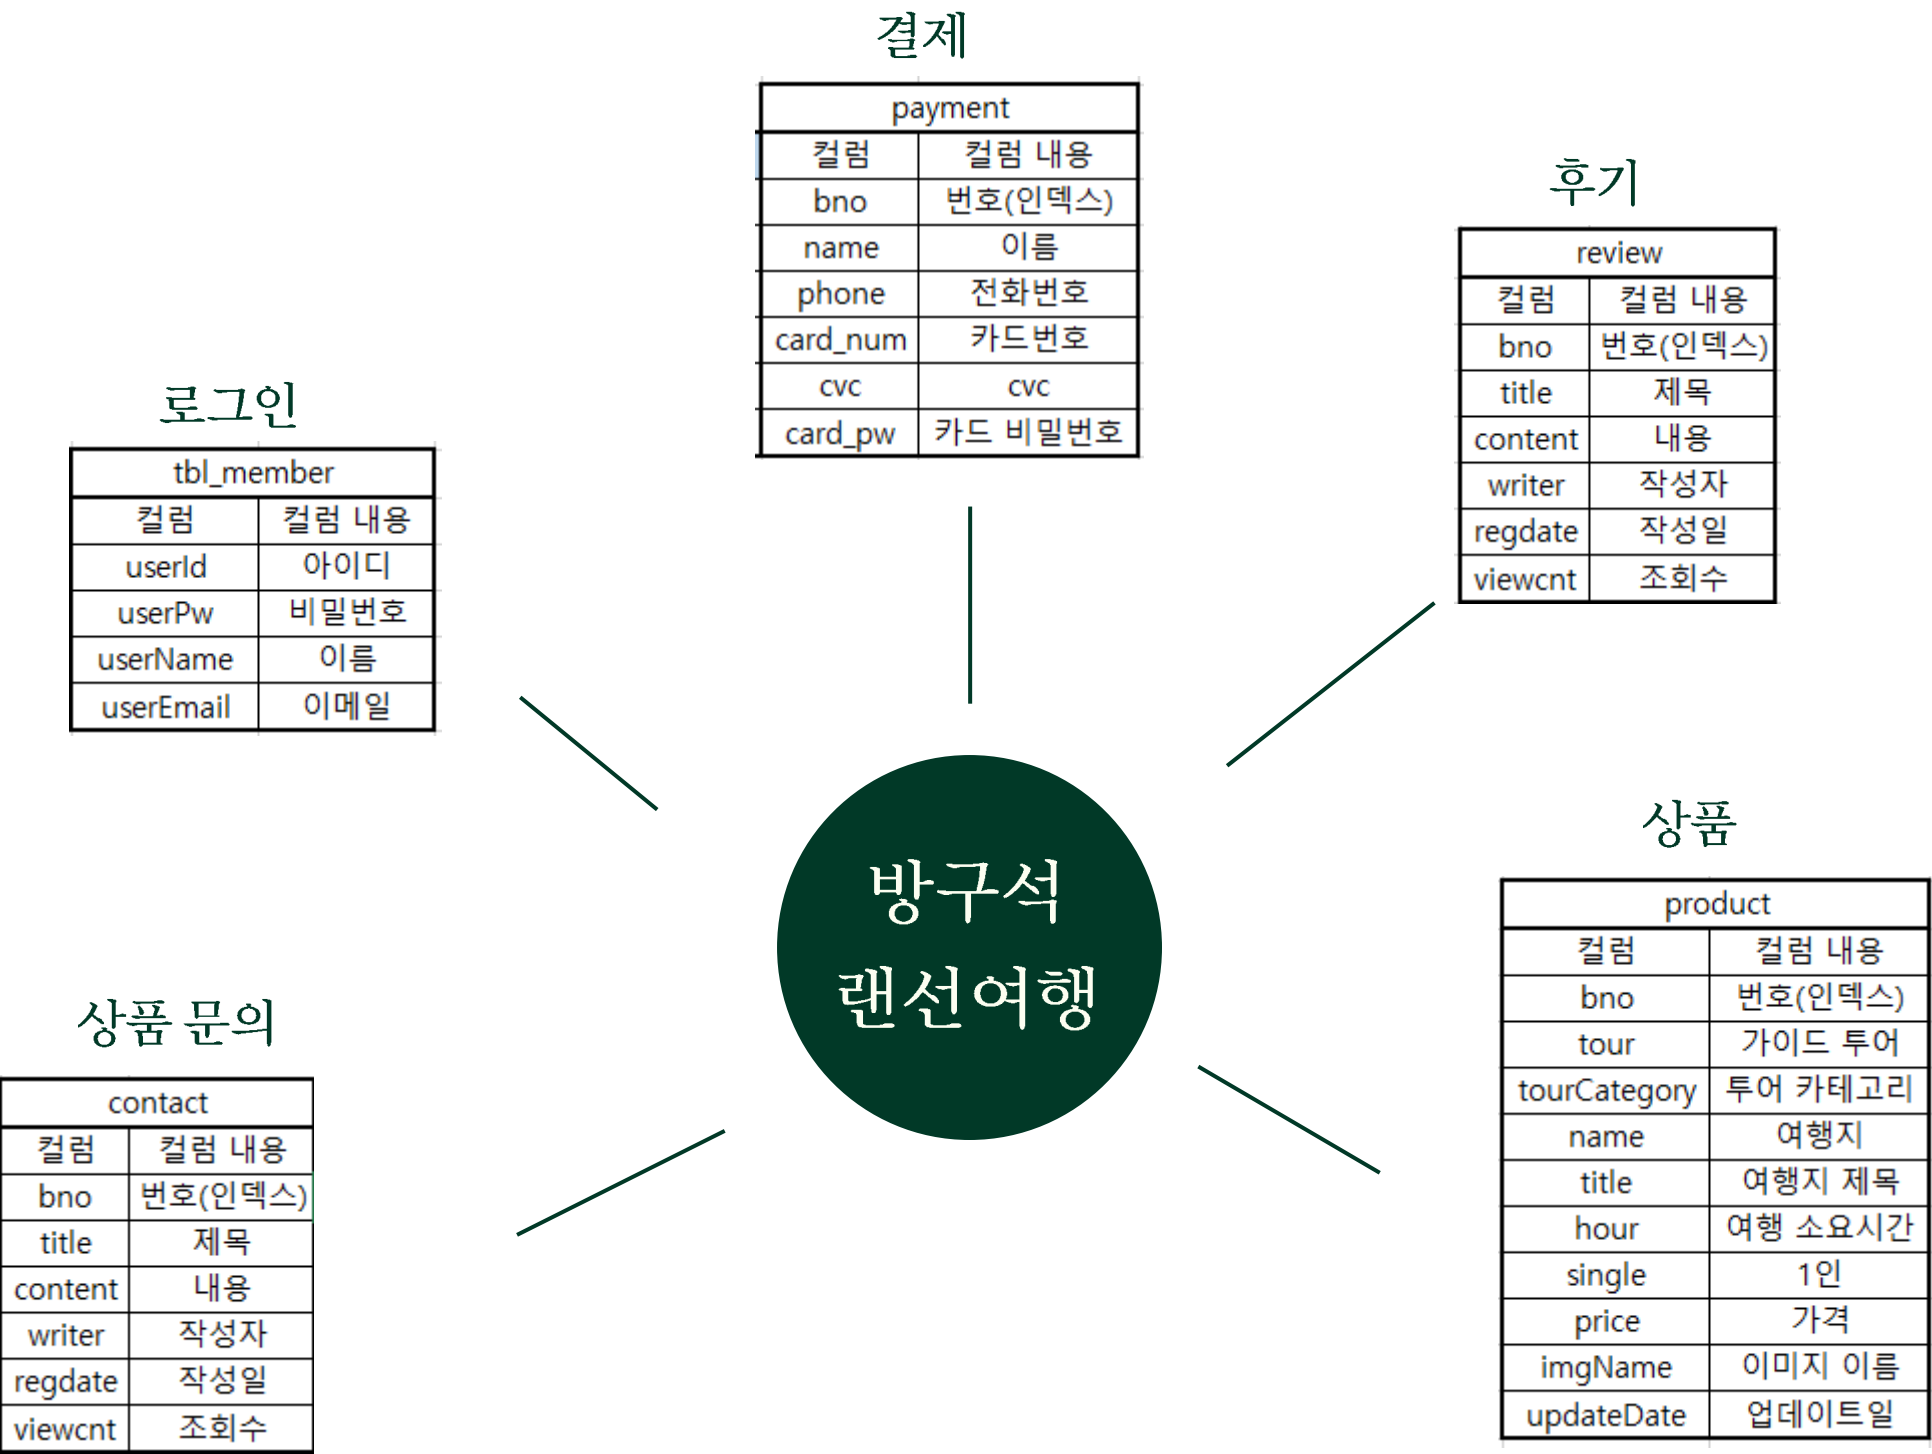 결제
payment
컬럼 컬럼 내용
bno 번호(인덱스)
name 이름
phone 전화번호
card_num 카드번호
cvc cvc
card_pw 카드 비밀번호
후기
review
컬럼 컬럼 내용
bno 번호(인덱스)
title 제목
content 내용
writer 작성자
regdate 작성일
viewcnt 조회수
로그인
tbl_member
컬럼 컬럼 내용
userId 아이디
userPw 비밀번호
userName 이름
userEmail 이메일
방구석
랜선여행
상품
product
컬럼 컬럼 내용
bno 번호(인덱스)
tour 가이드 투어
tourCategory 투어 카테고리
name 여행지
title 여행지 제목
hour 여행 소요시간
single 1인
price 가격
imgName 이미지 이름
updateDate 업데이트일
상품 문의
contact
컬럼 컬럼 내용
bno 번호(인덱스)
title 제목
content 내용
writer 작성자
regdate 작성일
viewcnt 조회수